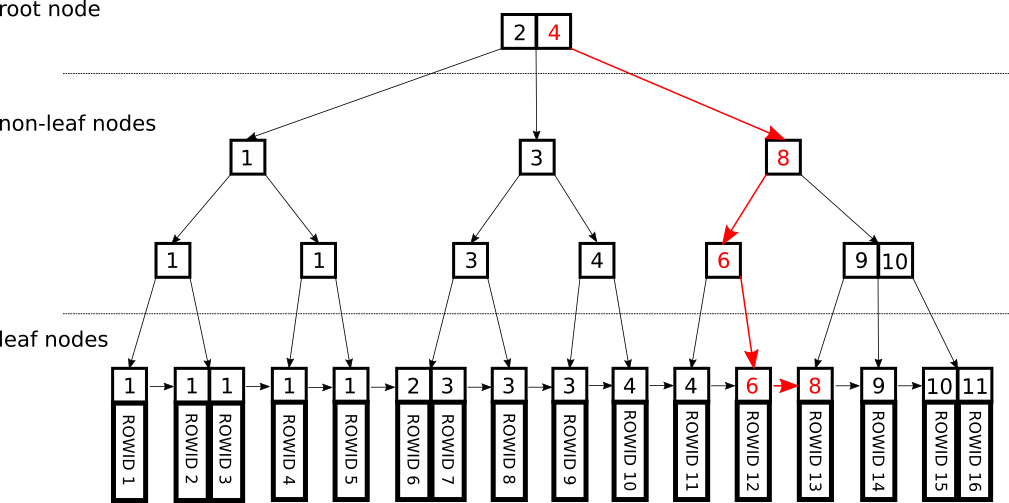 root node
2 4
non-leaf nodes
1 3 8
1 1 3 4 6 9 10
leaf nodes
1 1 1 1 1 2 3 3 3 4 4 6 8 9 10 11
ROWID 1 ROWID 2 ROWID 3 ROWID 4 ROWID 5 ROWID 6 ROWID 7 ROWID 8 ROWID 9 ROWID 10 ROWID 11 ROWID 12 ROWID 13 ROWID 14 ROWID 15 ROWID 16